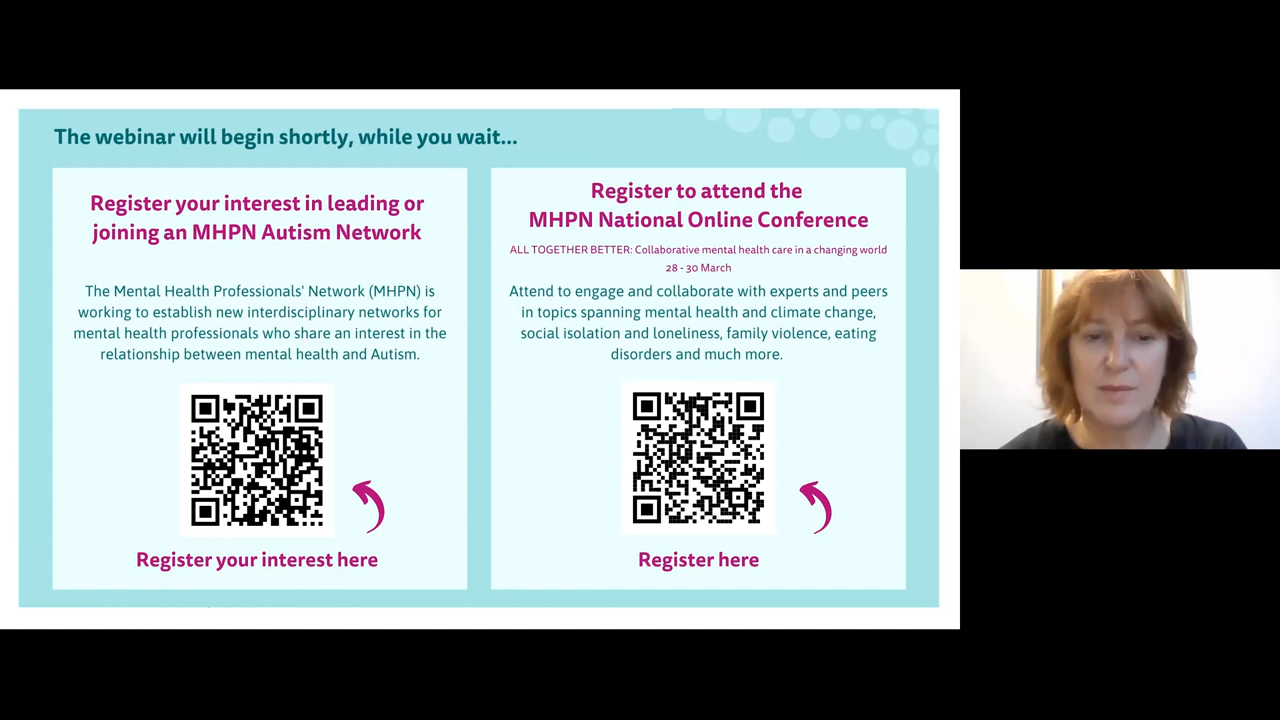 The webinar will begin shortly, while you wait...
Register your interest in leading or
joining an MHPN Autism Network
The Mental Health Professionals' Network (MHPN) is
working to establish new interdisciplinary networks for
mental health professionals who share an interest in the
relationship between mental health and Autism.
Register your interest here
Register to attend the
MHPN National Online Conference
ALL TOGETHER BETTER: Collaborative mental health care in a changing world
28 - 30 March
Attend to engage and collaborate with experts and peers
in topics spanning mental health and climate change,
social isolation and loneliness, family violence, eating
disorders and much more.
Register here